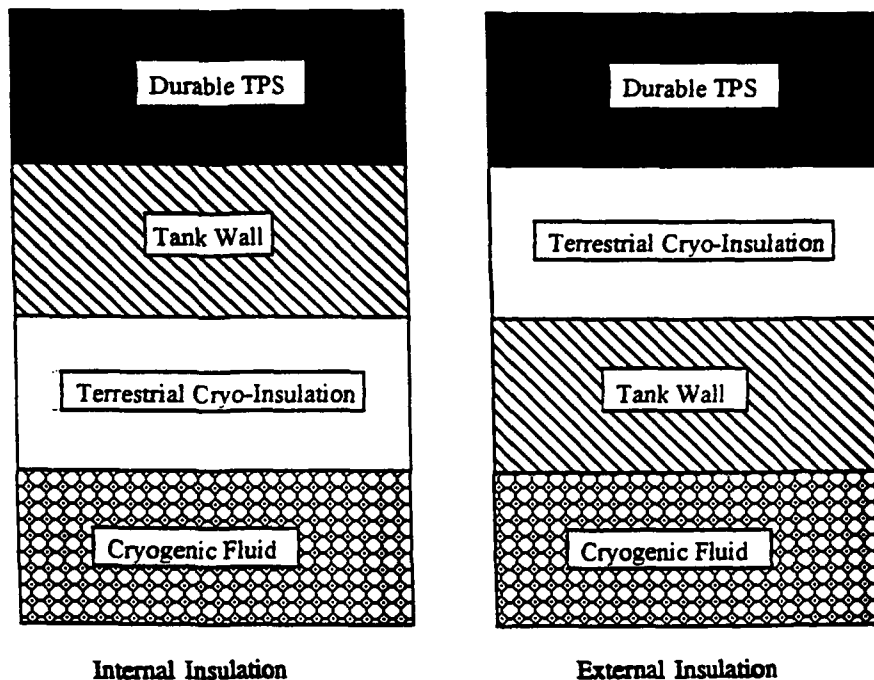 Durable TPS
Tank Wall
Terrestrial Cryo-Insulation
Cryogenic Fluid
Internal Insulation
Durable TPS
Terrestrial Cryo-Insulation
Tank Wall
Cryogenic Fluid
External Insulation